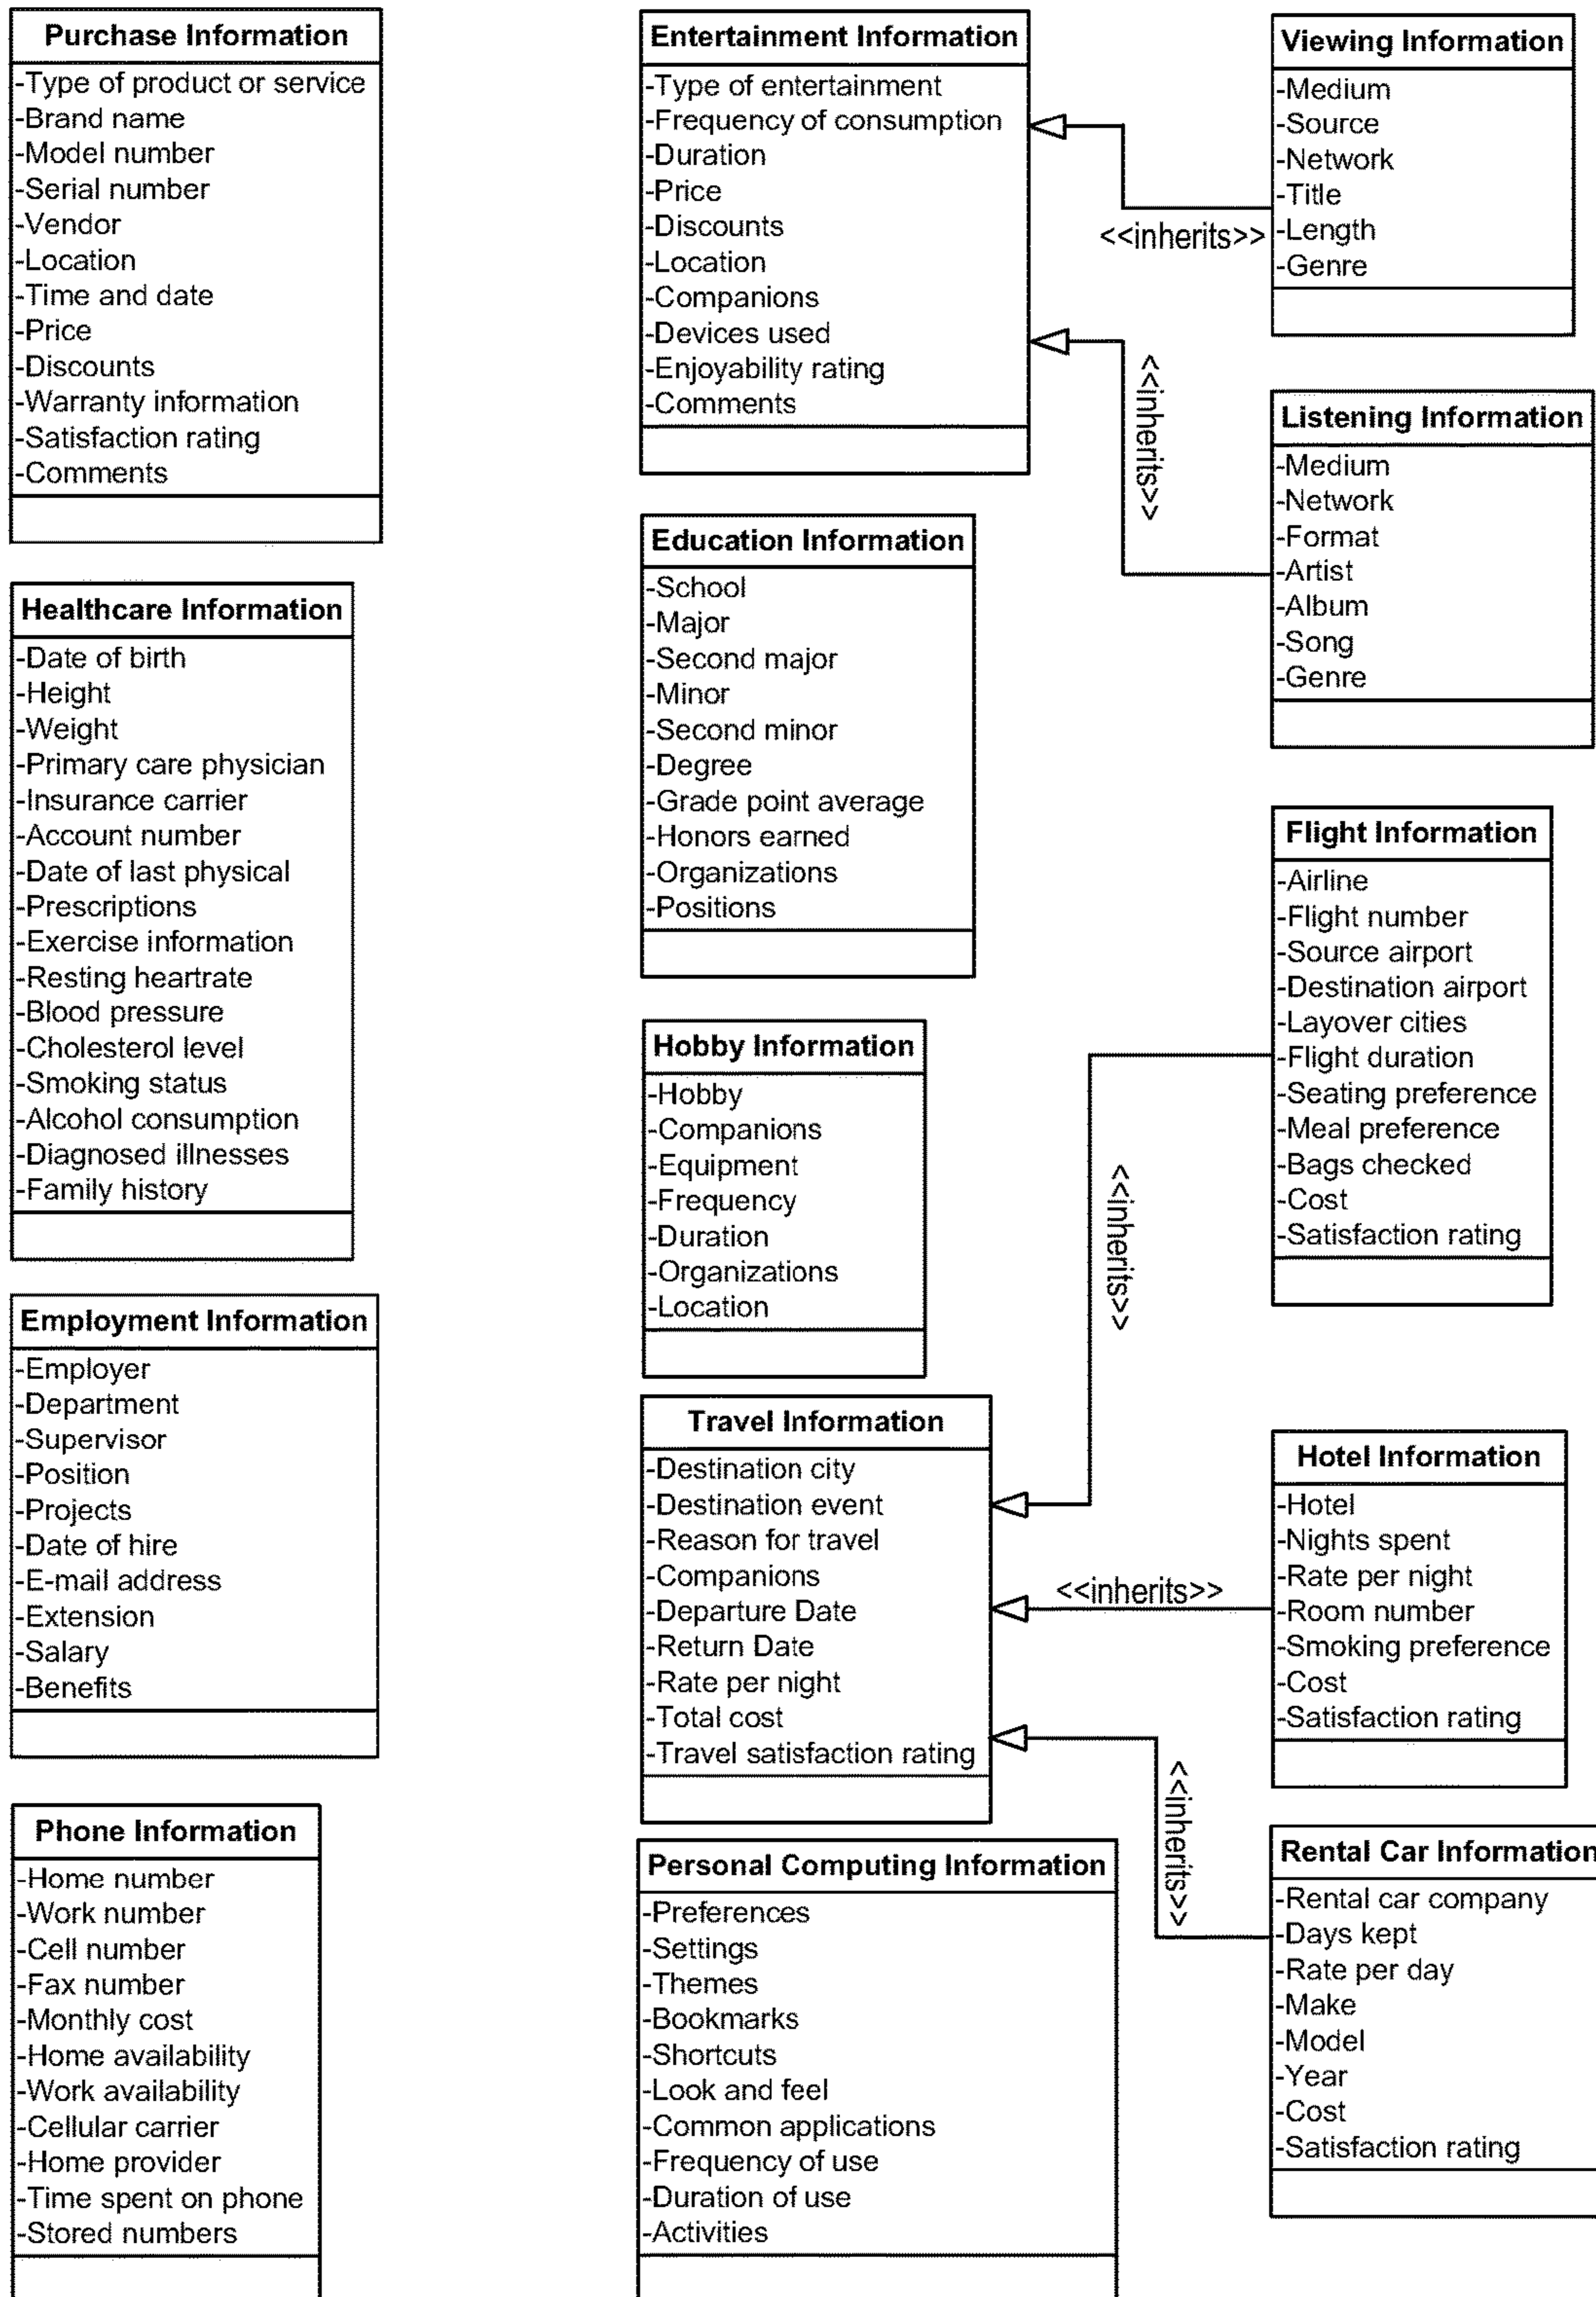 Purchase Information
-Type of product or service
-Brand name
-Model number
-Serial number
-Vendor
-Location
-Time and date
-Price
-Discounts
-Warranty information
-Satisfaction rating
-Comments
Healthcare Information
-Date of birth
-Height
-Weight
-Primary care physician
-Insurance carrier
-Account number
-Date of last physical
-Prescriptions
-Exercise information
-Resting heartrate
-Blood pressure
-Cholesterol level
-Smoking status
-Alcohol consumption
-Diagnosed illnesses
-Family history
Employment Information
-Employer
-Department
-Supervisor
-Position
-Projects
-Date of hire
-E-mail address
-Extension
-Salary
-Benefits
Phone Information
-Home number
-Work number
-Cell number
-Fax number
-Monthly cost
-Home availability
-Work availability
-Cellular carrier
-Home provider
-Time spent on phone
-Stored numbers
Entertainment Information
-Type of entertainment
-Frequency of consumption
-Duration
-Price
-Discounts
-Location
-Companions
-Devices used
-Enjoyability rating
-Comments
Education Information
-School
-Major
-Second major
-Minor
-Second minor
-Degree
-Grade point average
-Honors earned
-Organizations
-Positions
Hobby Information
-Hobby
-Companions
-Equipment
-Frequency
-Duration
-Organizations
-Location
Travel Information
-Destination city
-Destination event
-Reason for travel
-Companions
-Departure Date
-Return Date
-Rate per night
-Total cost
-Travel satisfaction rating
Personal Computing Information
-Preferences
-Settings
-Themes
-Bookmarks
-Shortcuts
-Look and feel
-Common applications
-Frequency of use
-Duration of use
-Activities
<<inherits>>
<<inherits>>
<<inherits>>
<<inherits>>
<<inherits>>
Viewing Information
-Medium
-Source
-Network
-Title
-Length
-Genre
Listening Information
-Medium
-Network
-Format
-Artist
-Album
-Song
-Genre
Flight Information
-Airline
-Flight number
-Source airport
-Destination airport
-Layover cities
-Flight duration
-Seating preference
-Meal preference
-Bags checked
-Cost
-Satisfaction rating
Hotel Information
-Hotel
-Nights spent
-Rate per night
-Room number
-Smoking preference
-Cost
-Satisfaction rating
Rental Car Information
-Rental car company
-Days kept
-Rate per day
-Make
-Model
-Year
-Cost
-Satisfaction rating